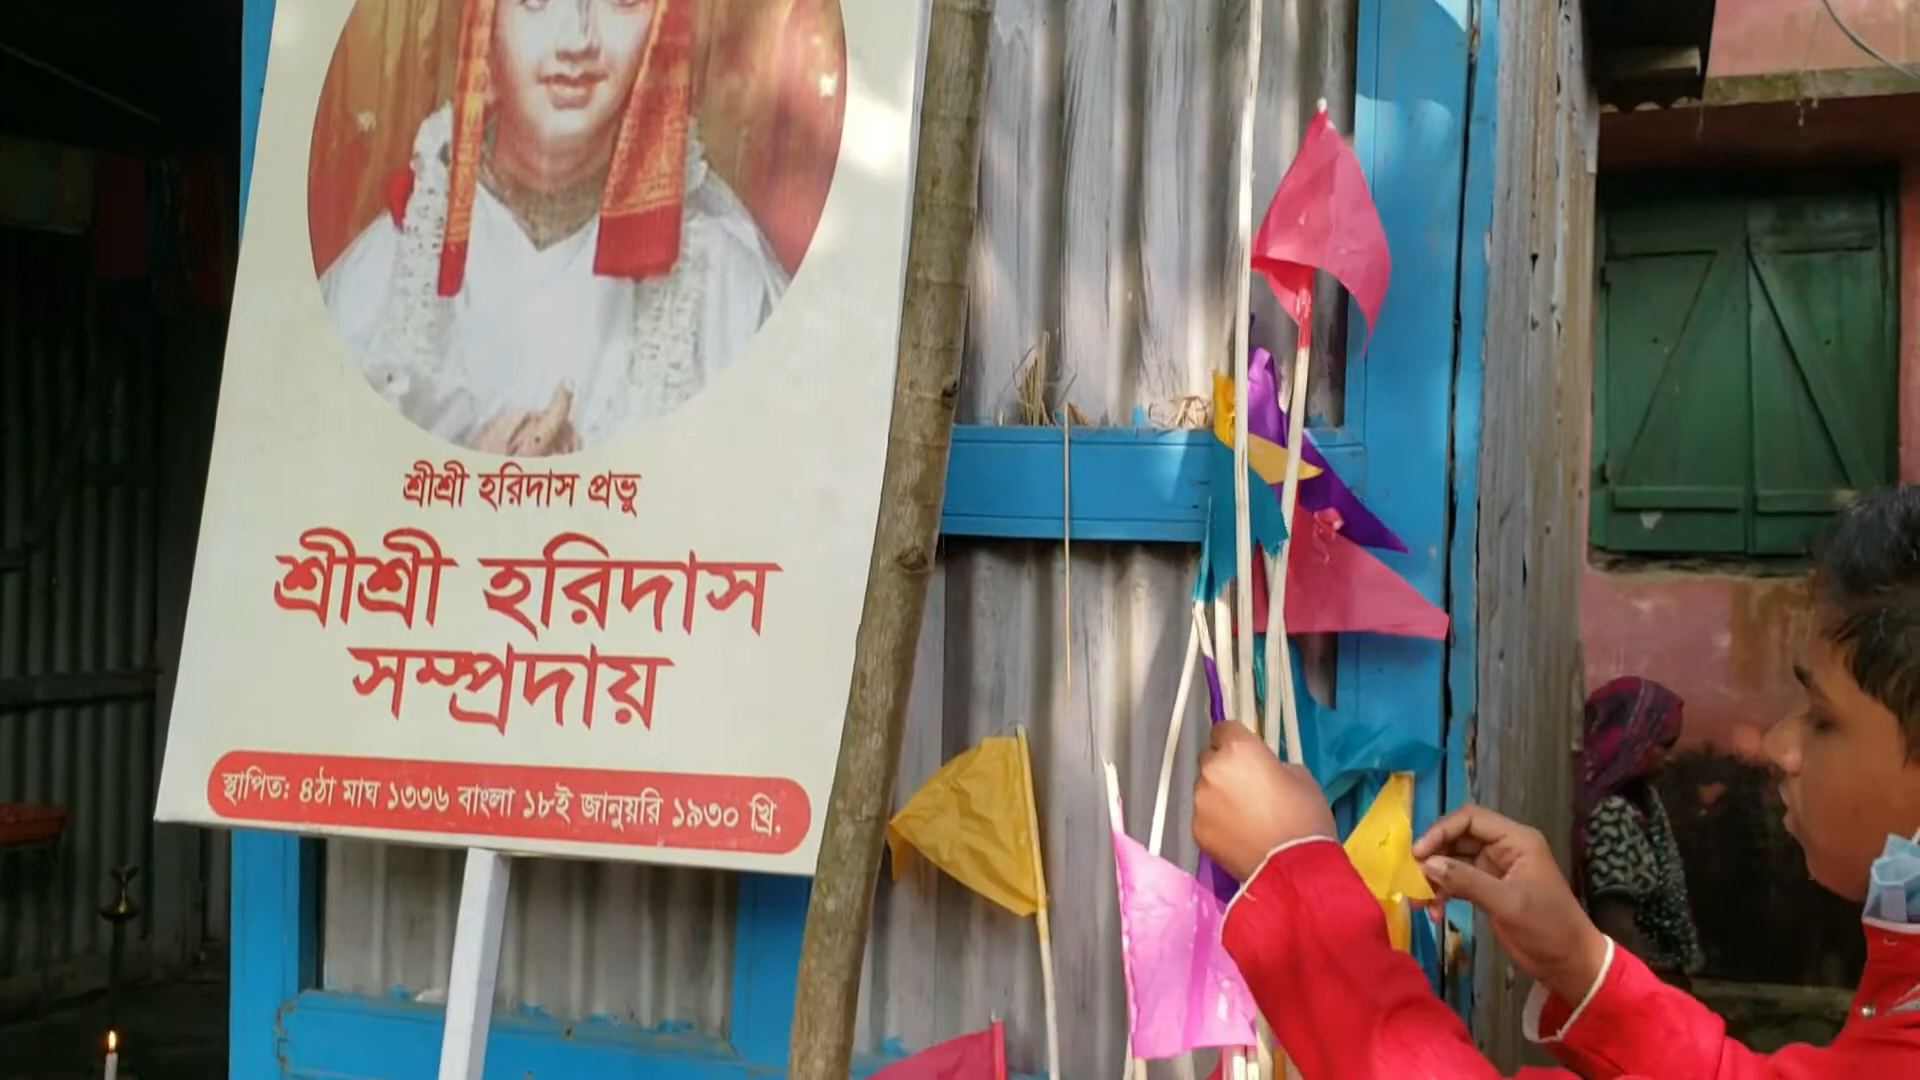 শ্রীশ্রী হরিদাস প্রভু
শ্রীশ্রী হরিদাস
সম্প্রদায়
স্থাপিত: ৪ঠা মাঘ ১৩৩৬ বাংলা ১৮ই জানুয়রি ১৯৩০ খ্রি.